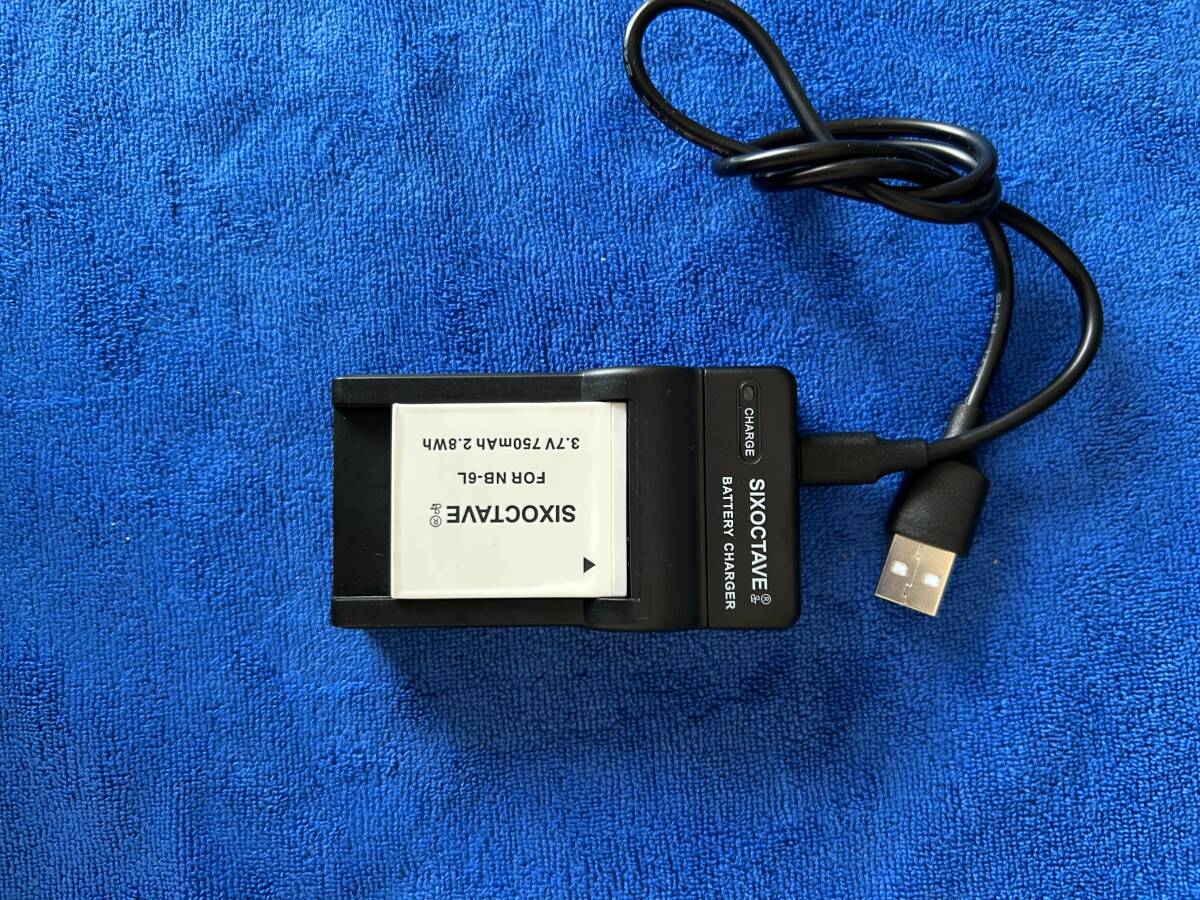 SIXOCTAVE®
FOR NB-6L
3.7V 750mAh 2.8Wh
CHARGE
SIXOCTAVE®
BATTERY CHARGER